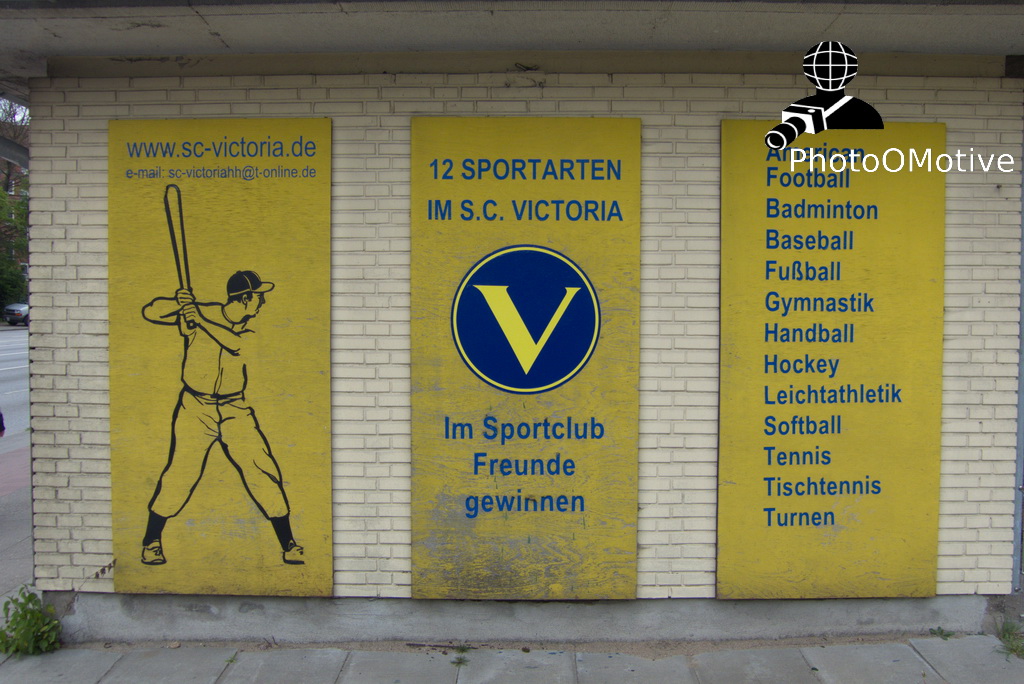 www.sc-victoria.de
e-mail: sc-victoriahh@t-online.de
12 SPORTARTEN
IM S.C. VICTORIA
V
Im Sportclub
Freunde
gewinnen
PhotoOMotive
American
Football
Badminton
Baseball
Fußball
Gymnastik
Handball
Hockey
Leichtathletik
Softball
Tennis
Tischtennis
Turnen